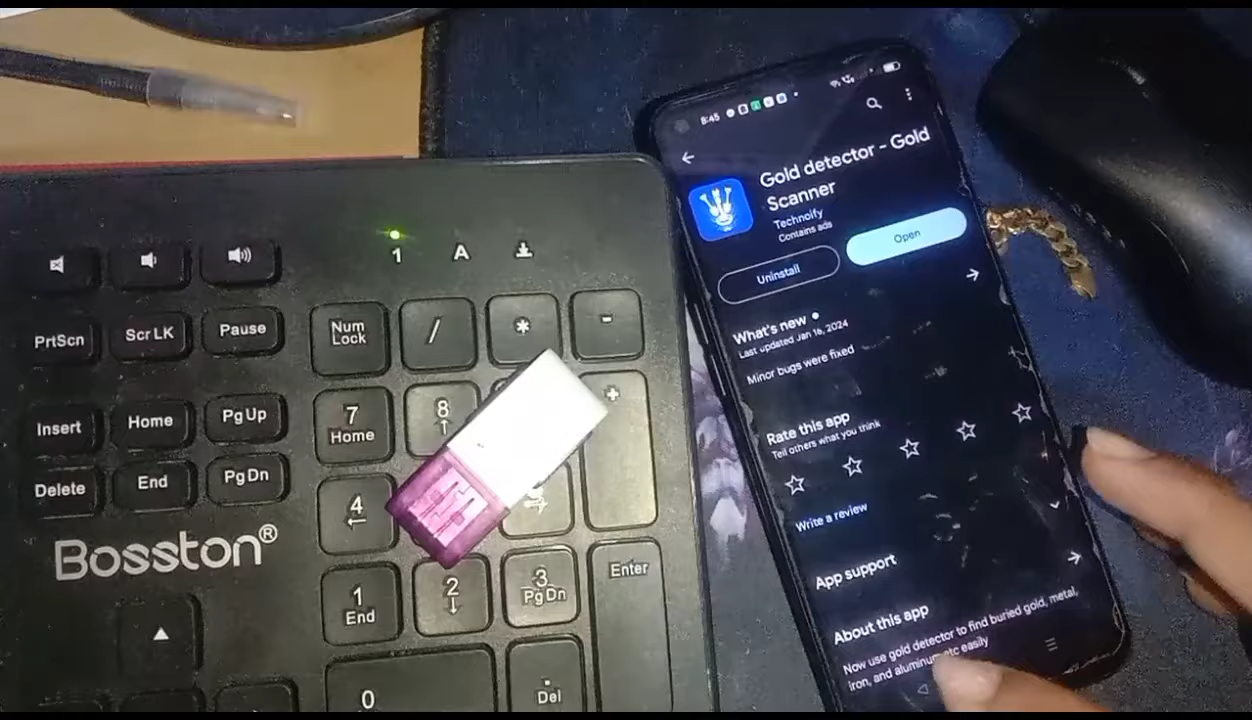 8:45
Gold detector - Gold
Scanner
Technoify
Contains ads
Uninstall
Open
What's new
Last updated Jan 16, 2024
Minor bugs were fixed
Rate this app
Tell others what you think
Write a review
App support
About this app
Now use gold detector to find buried gold, metal,
iron, and aluminum etc easily
1 A
PrtScn Scr LK Pause
Num
Lock
/ * -
Insert Home PgUp
7
Home
8
+
Delete End PgDn
4
Bosston®
1
End
2
3
PgDn
Enter
0
.
Del